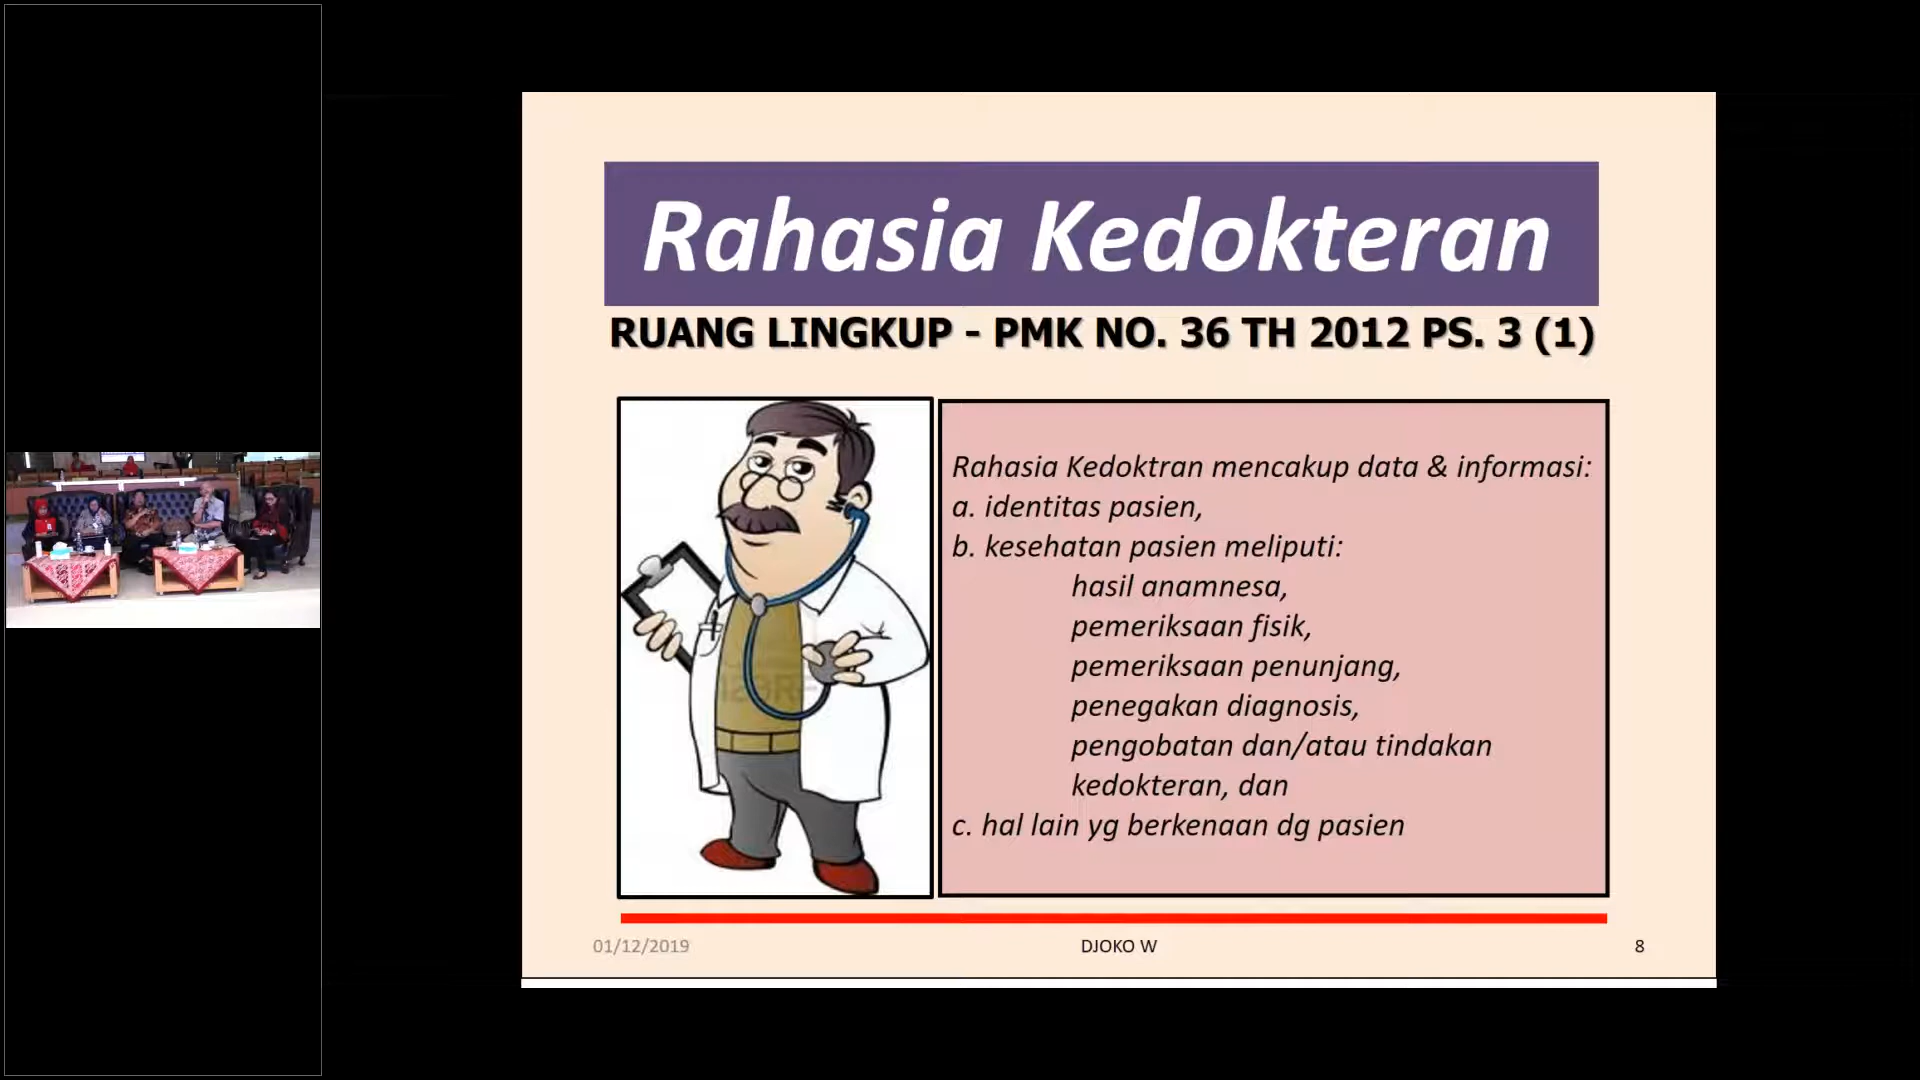 Rahasia Kedokteran
RUANG LINGKUP - PMK NO. 36 TH 2012 PS. 3 (1)
Rahasia Kedoktran mencakup data & informasi:
a. identitas pasien,
b. kesehatan pasien meliputi:
hasil anamnesa,
pemeriksaan fisik,
pemeriksaan penunjang,
penegakan diagnosis,
pengobatan dan/atau tindakan
kedokteran, dan
c. hal lain yg berkenaan dg pasien
01/12/2019
DJOKO W
8